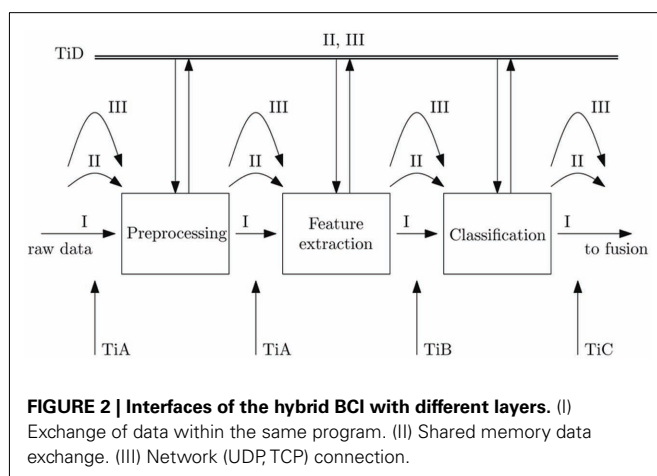 II, III
TiD
III
III
III
III
II
II
II
II
I
Preprocessing
I
Feature
extraction
I
Classification
I
raw data
to fusion
TiA
TiA
TiB
TiC
FIGURE 2 | Interfaces of the hybrid BCI with different layers. (I)
Exchange of data within the same program. (II) Shared memory data
exchange. (III) Network (UDP, TCP) connection.